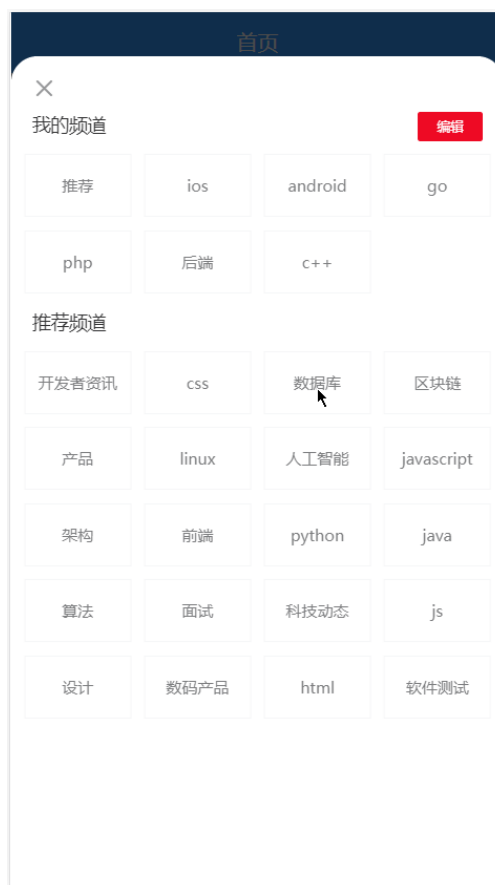 首页
我的频道 编辑
推荐 ios android go
php 后端 c++
推荐频道
开发者资讯 css 数据库 区块链
产品 linux 人工智能 javascript
架构 前端 python java
算法 面试 科技动态 js
设计 数码产品 html 软件测试